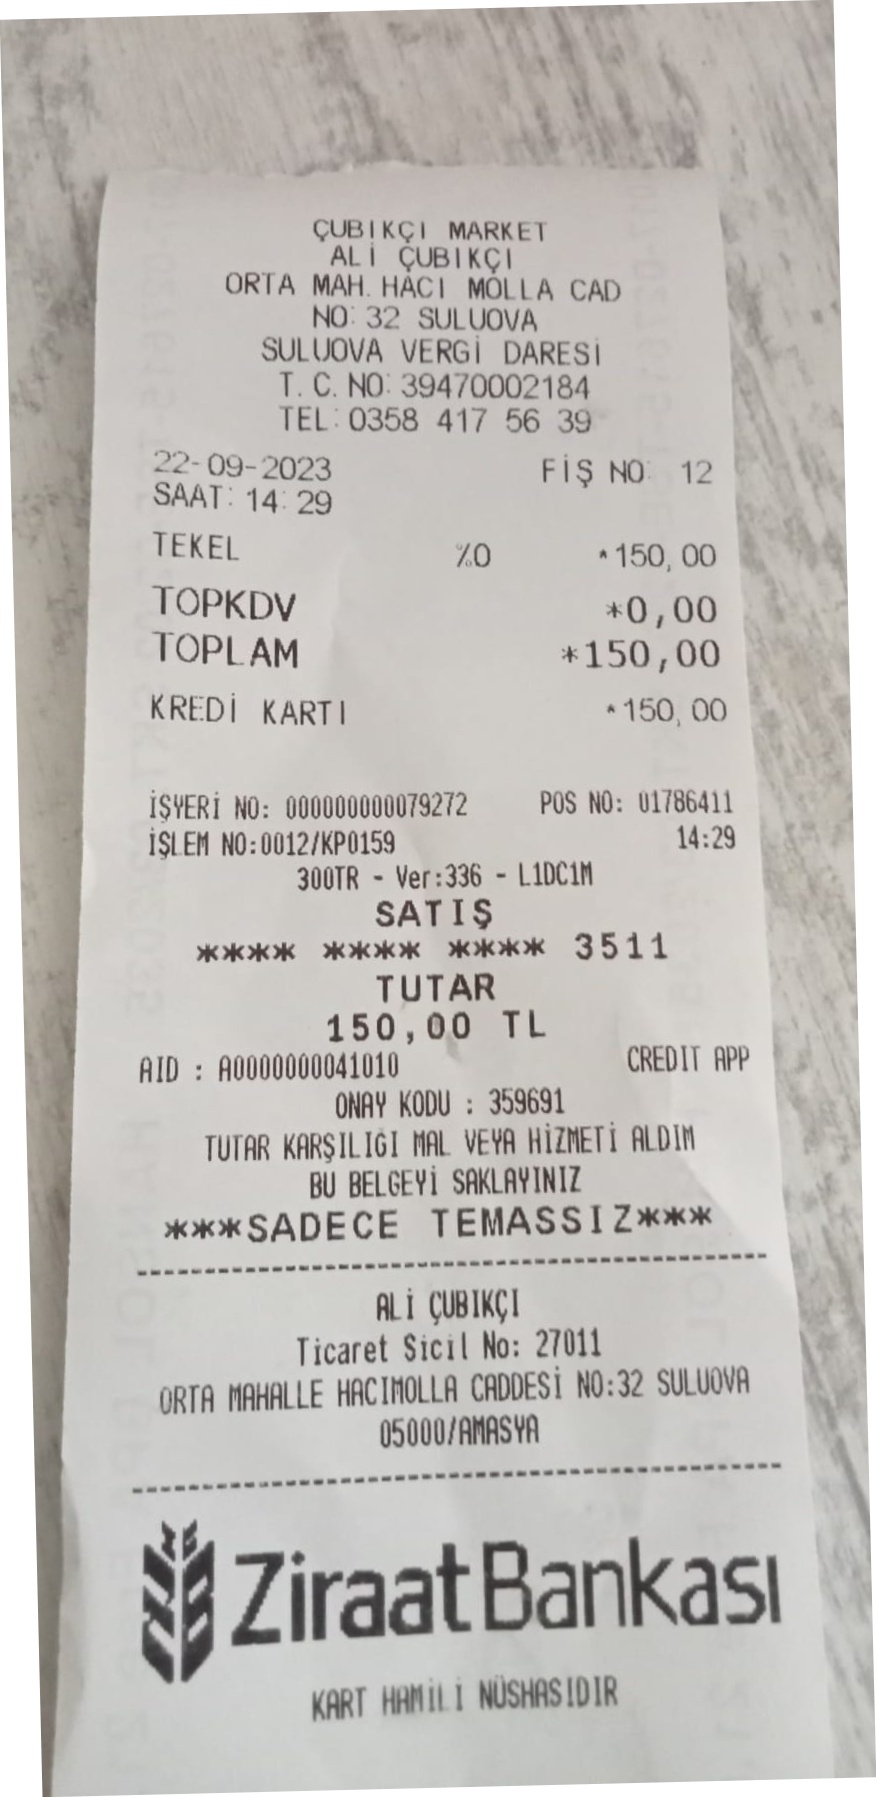 ÇUBIKÇI MARKET
ALİ ÇUBIKÇI
ORTA MAH. HACI MOLLA CAD
NO: 32 SULUOVA
SULUOVA VERGİ DARESİ
T. C. NO: 39470002184
TEL: 0358 417 56 39
22-09-2023 FİŞ NO: 12
SAAT: 14:29
TEKEL %0 *150,00
TOPKDV *0,00
TOPLAM *150,00
KREDİ KARTI *150,00
İŞYERİ NO: 000000000079272 POS NO: 01786411
İŞLEM NO:0012/KP0159 14:29
300TR - Ver:336 - L1DC1M
SATIŞ
**** **** **** 3511
TUTAR
150,00 TL
AID : A0000000041010 CREDIT APP
ONAY KODU : 359691
TUTAR KARŞILIGI MAL VEYA HİZMETİ ALDIM
BU BELGEYİ SAKLAYINIZ
***SADECE TEMASSIZ***
ALİ ÇUBIKÇI
Ticaret Sicil No: 27011
ORTA MAHALLE HACIMOLLA CADDESİ NO:32 SULUOVA
05000/AMASYA
Ziraat Bankası
KART HAMİLİ NÜSHASIDIR